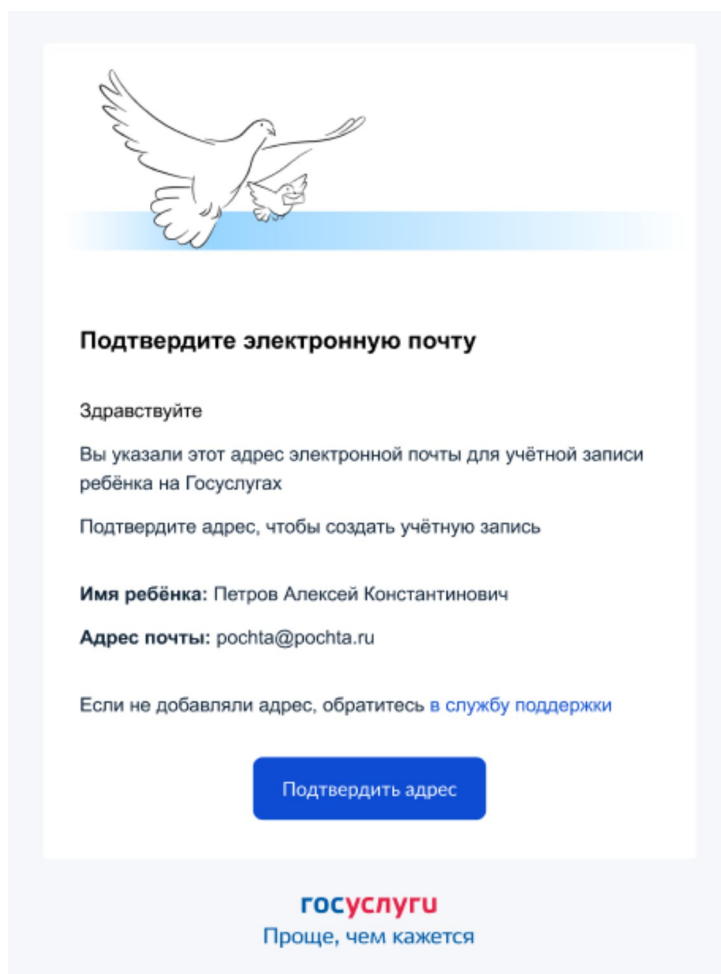 Подтвердите электронную почту
Здравствуйте
Вы указали этот адрес электронной почты для учётной записи
ребёнка на Госуслугах
Подтвердите адрес, чтобы создать учётную запись
Имя ребёнка: Петров Алексей Константинович
Адрес почты: pochta@pochta.ru
Если не добавляли адрес, обратитесь в службу поддержки
Подтвердить адрес
госуслуги
Проще, чем кажется